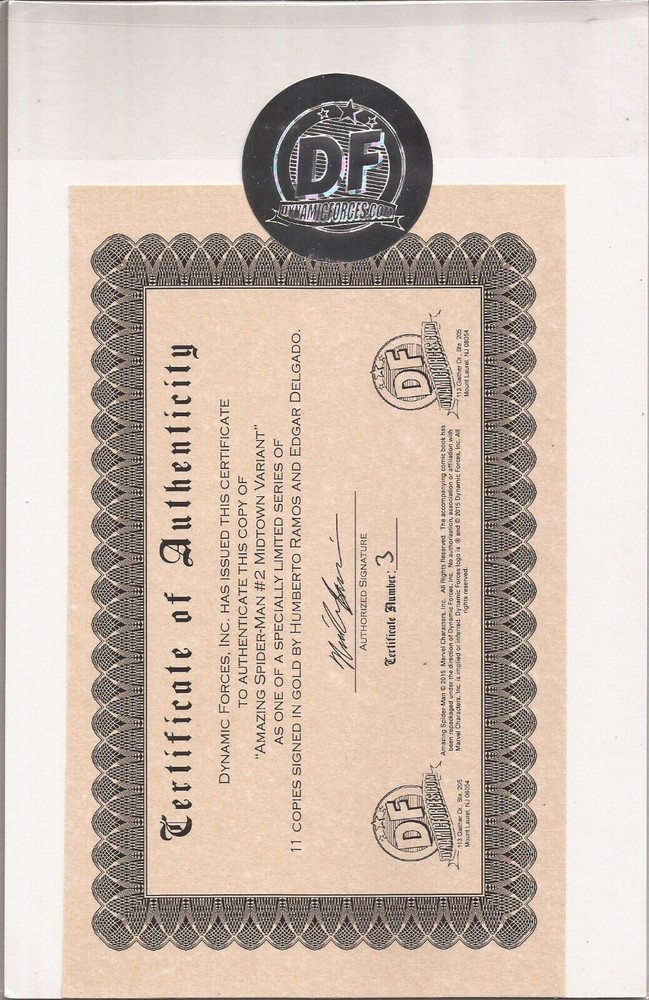 DF
DYNAMICFORCES.COM
Certificate of Authenticity
DYNAMIC FORCES, INC. HAS ISSUED THIS CERTIFICATE
TO AUTHENTICATE THIS COPY OF
"AMAZING SPIDER-MAN #2 MIDTOWN VARIANT"
AS ONE OF A SPECIALLY LIMITED SERIES OF
11 COPIES SIGNED IN GOLD BY HUMBERTO RAMOS AND EDGAR DELGADO.
AUTHORIZED SIGNATURE
Certificate Number: 3
DF
DYNAMICFORCES.COM
113 Gaither Dr., Ste. 205
Mount Laurel, NJ 08054
Amazing Spider-Man © 2015 Marvel Characters, Inc. All Rights Reserved. The accompanying comic book has
been repackaged under the direction of Dynamic Forces, Inc. No authorization, association or affiliation with
Marvel Characters, Inc. is implied or inferred. Dynamic Forces logo is ® and © 2015 Dynamic Forces, Inc. All
rights reserved.
DF
DYNAMICFORCES.COM
113 Gaither Dr., Ste. 205
Mount Laurel, NJ 08054